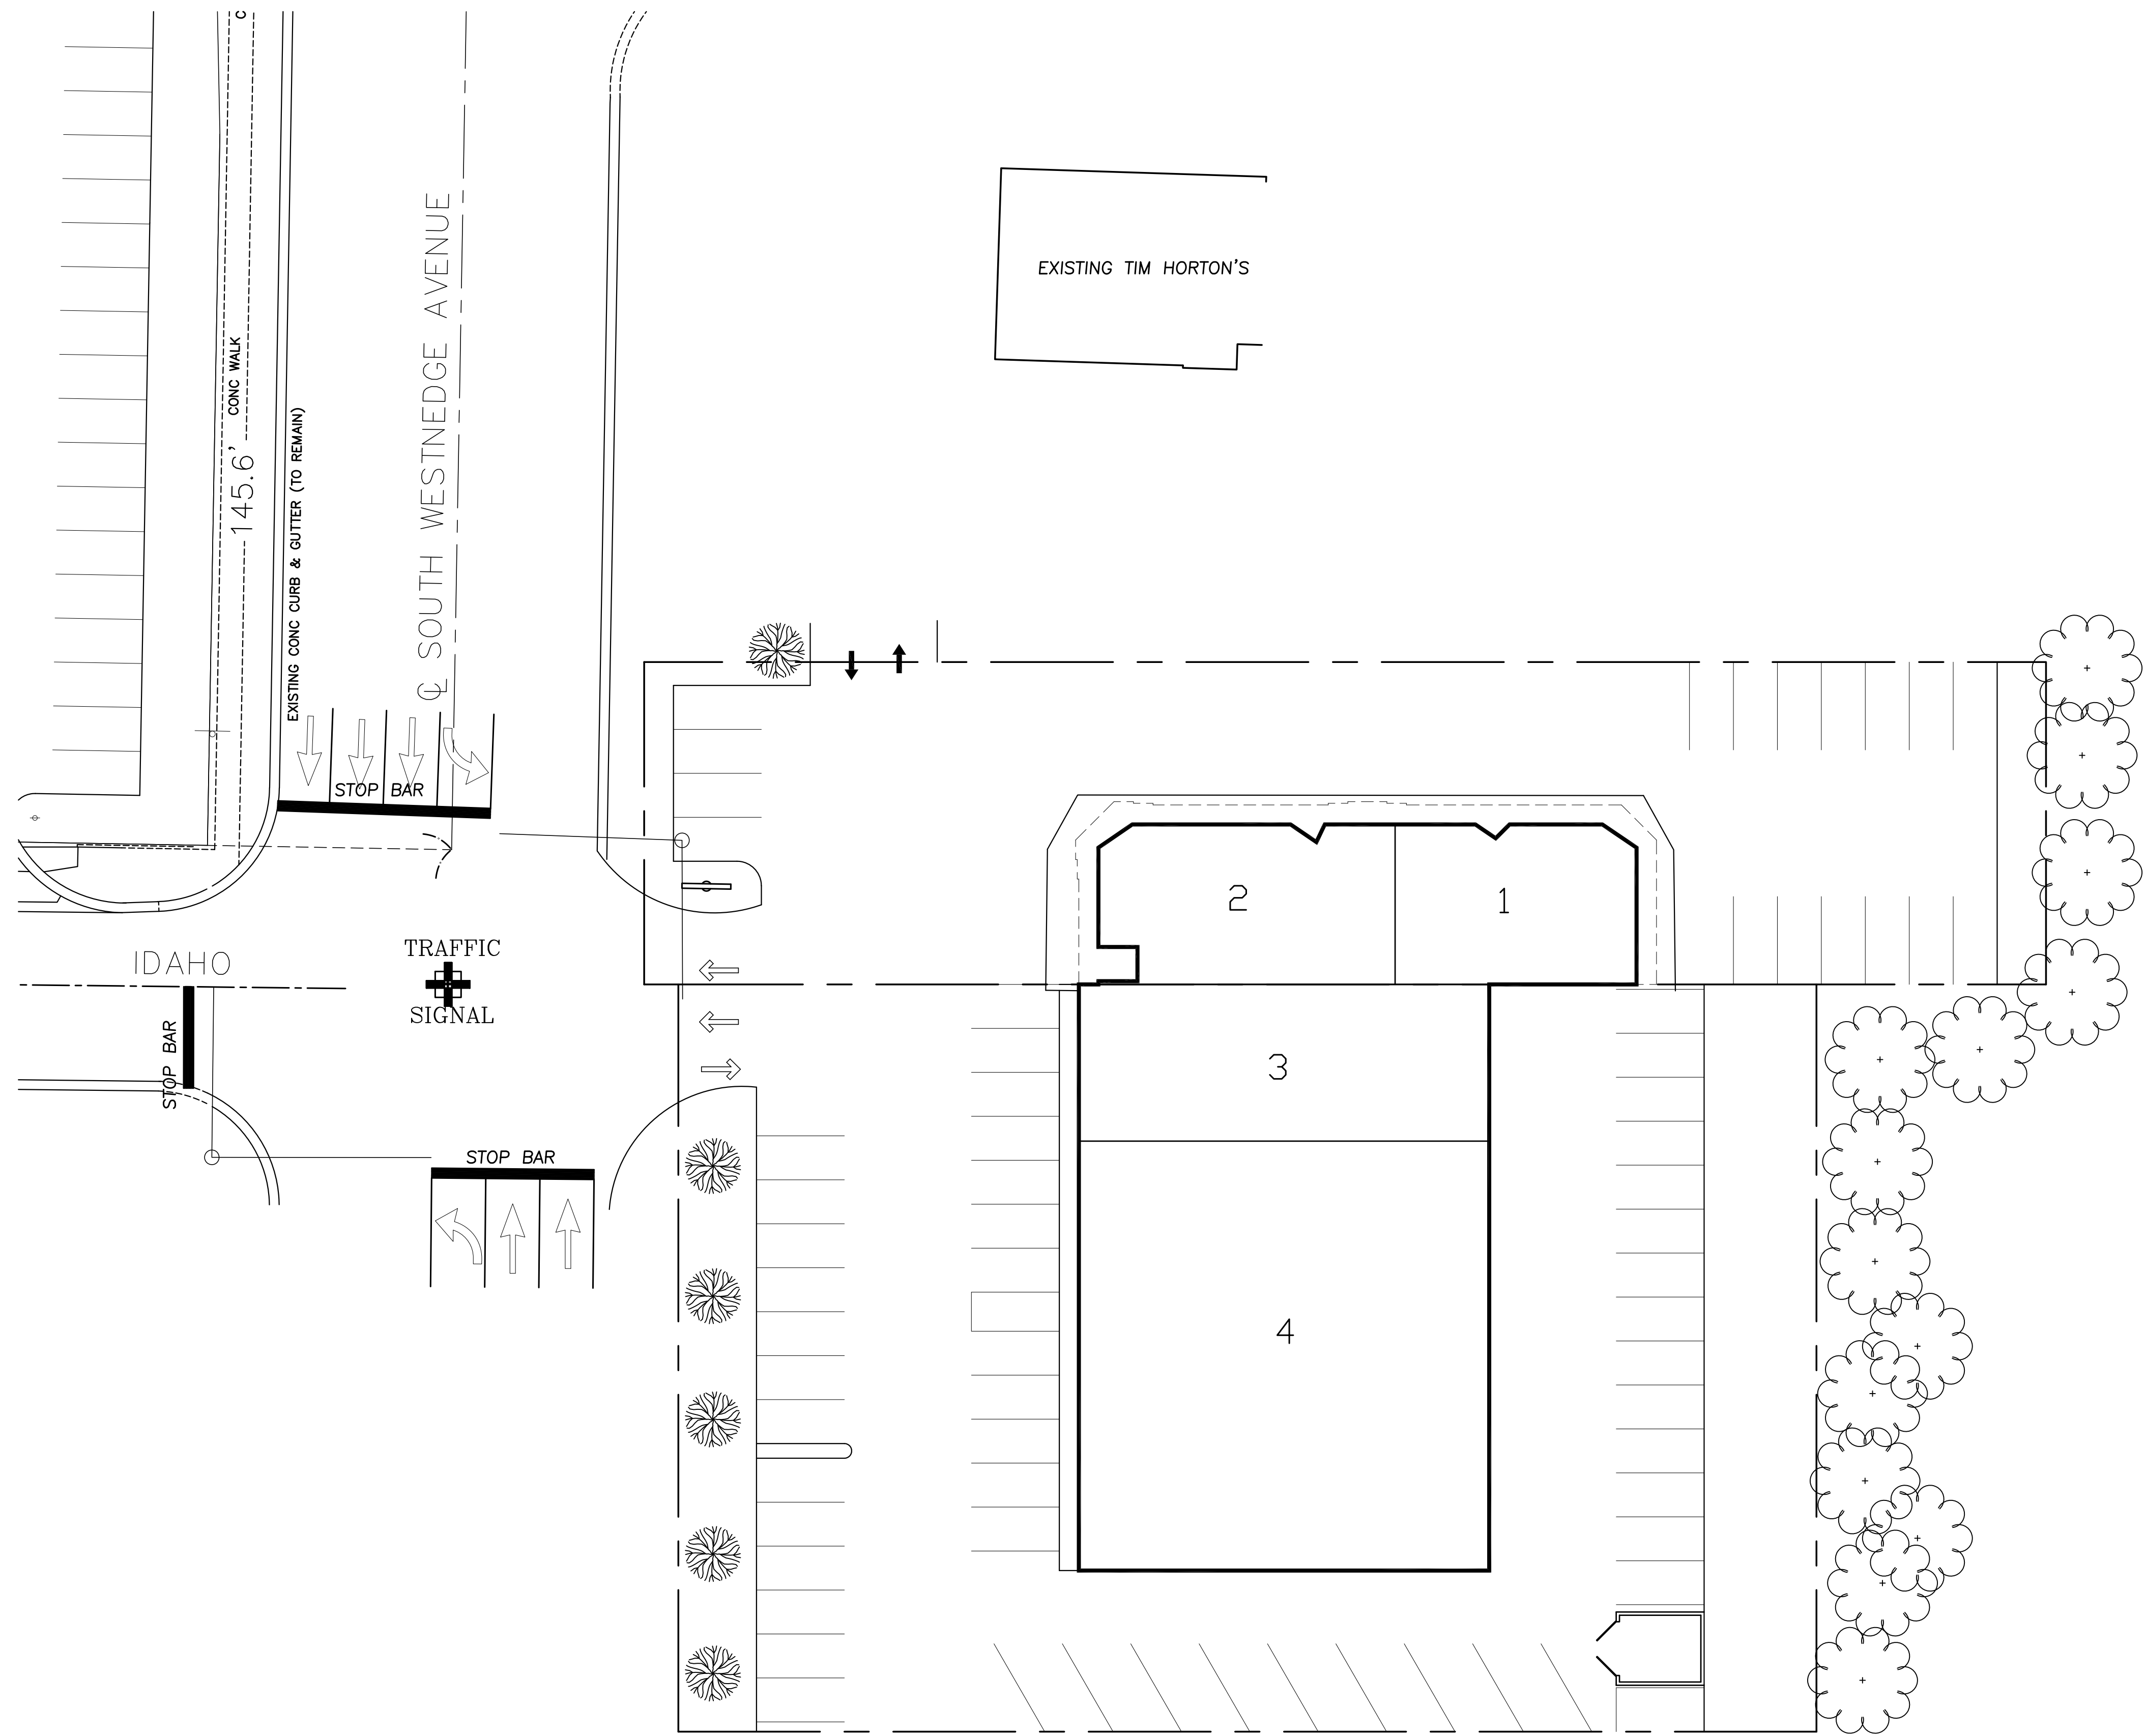 C
CONC WALK
145.6'
EXISTING CONC CURB & GUTTER (TO REMAIN)
℄ SOUTH WESTNEDGE AVENUE
EXISTING TIM HORTON'S
STOP BAR
2
1
TRAFFIC
SIGNAL
IDAHO
STOP BAR
3
STOP BAR
4